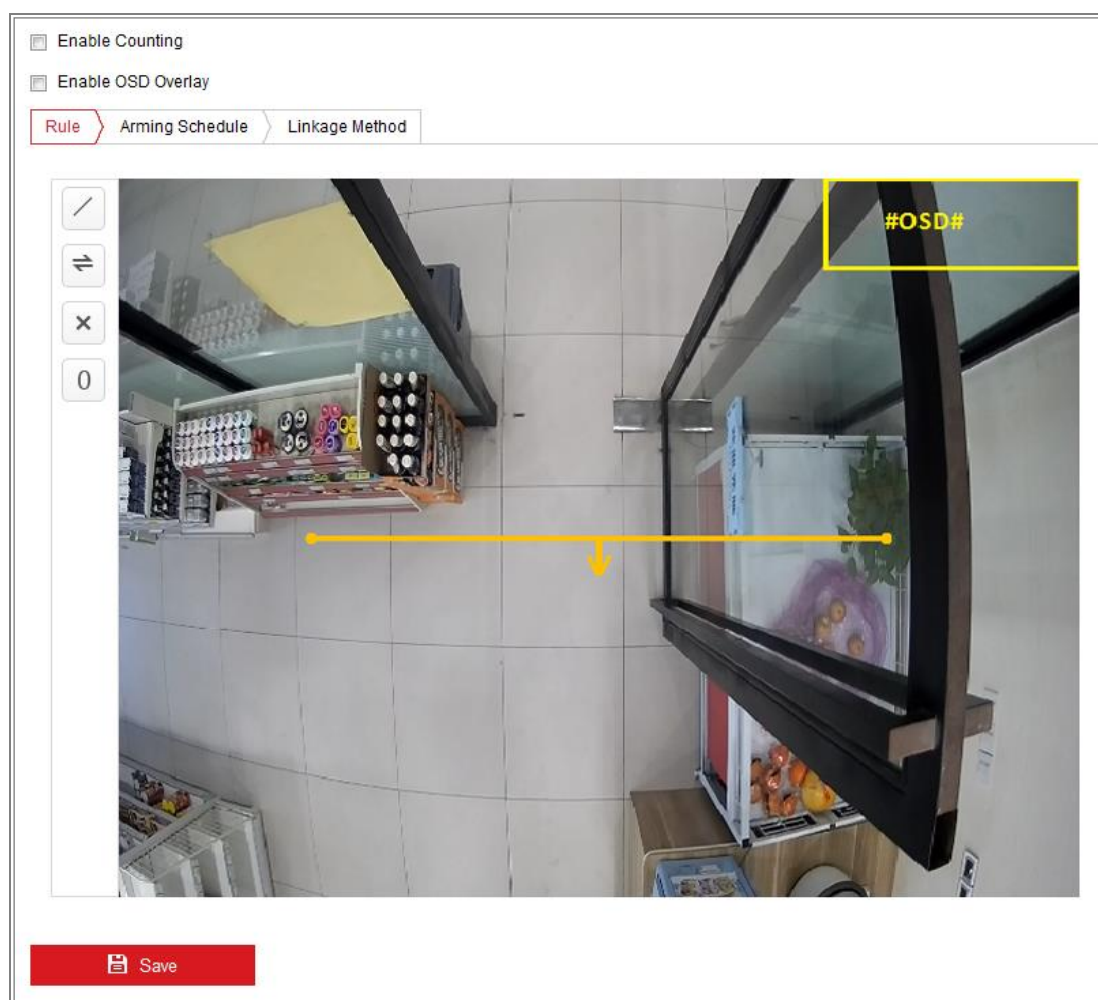 Enable Counting
Enable OSD Overlay
Rule
Arming Schedule
Linkage Method
#OSD#
0
Save